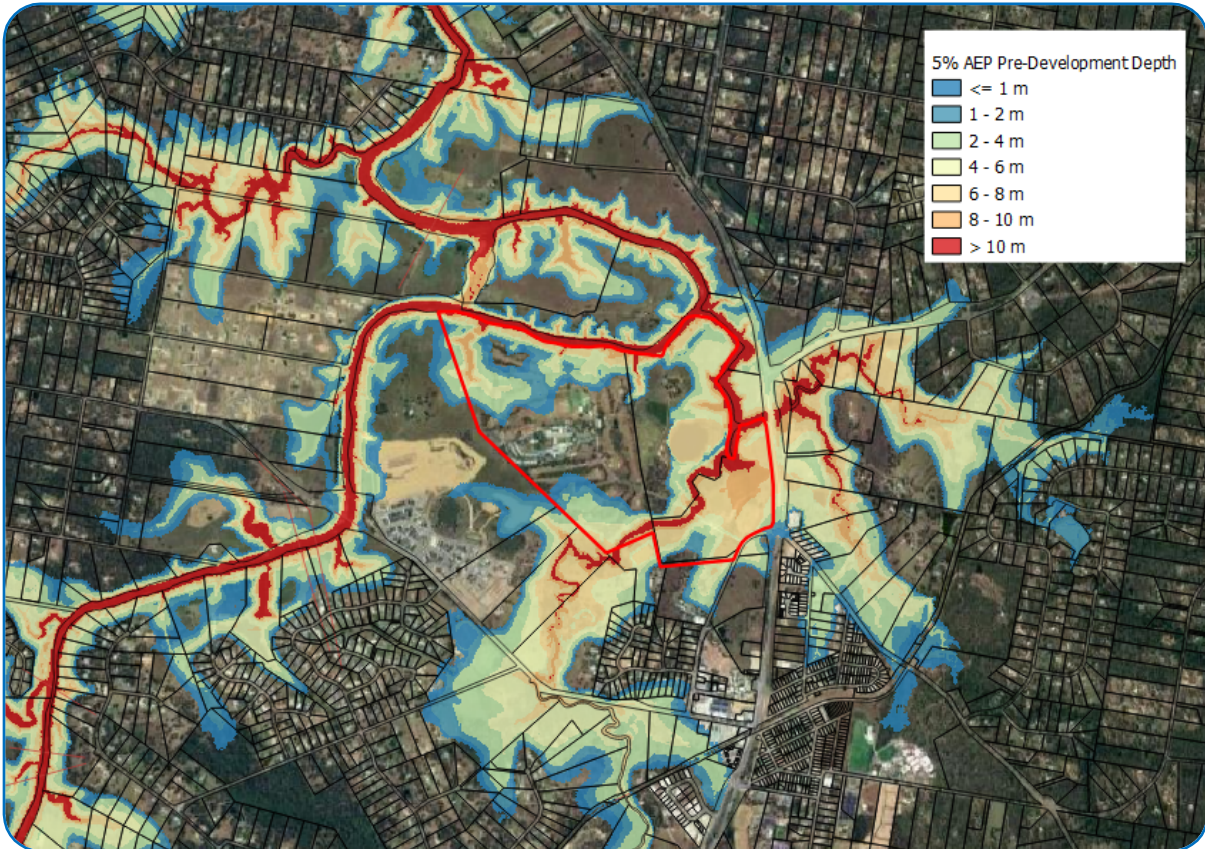 5% AEP Pre-Development Depth
<= 1 m
1 - 2 m
2 - 4 m
4 - 6 m
6 - 8 m
8 - 10 m
> 10 m